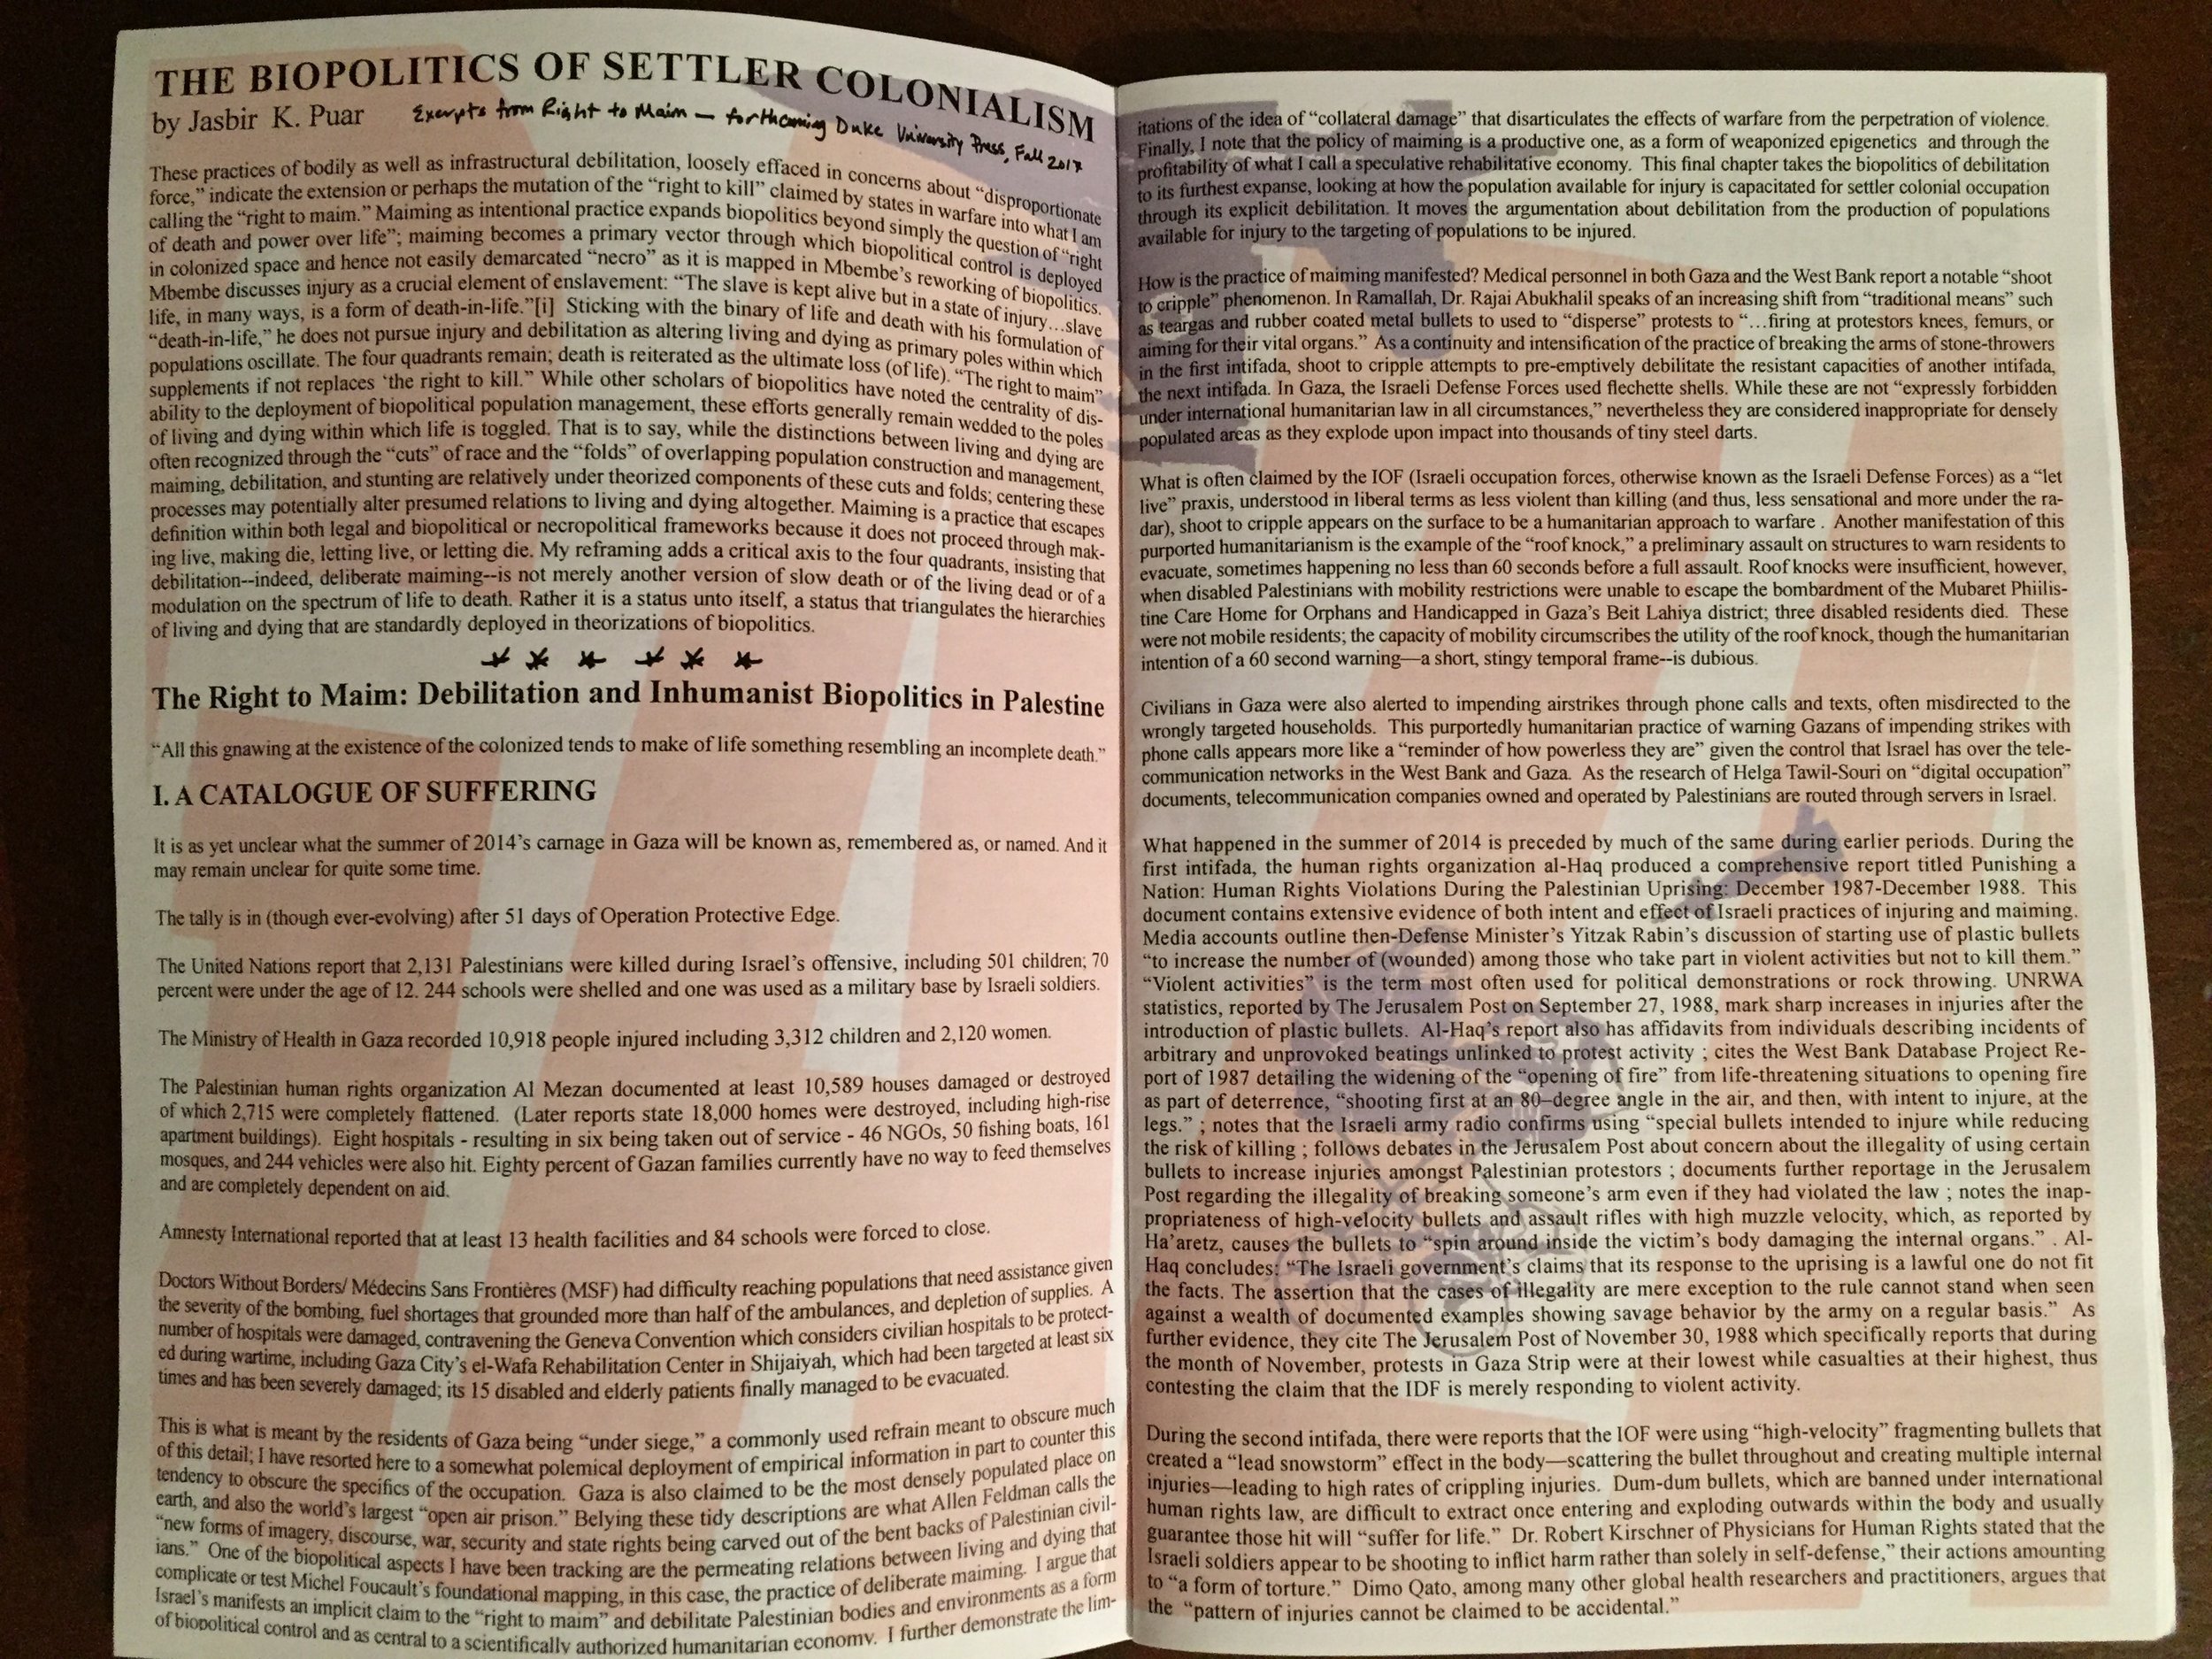 THE BIOPOLITICS OF SETTLER COLONIALISM
by Jasbir K. Puar
Exerpts from Right to Maim — forthcoming Duke University Press, Fall 2017
These practices of bodily as well as infrastructural debilitation, loosely effaced in concerns about “disproportionate
force,” indicate the extension or perhaps the mutation of the “right to kill” claimed by states in warfare into what I am
calling the “right to maim.” Maiming as intentional practice expands biopolitics beyond simply the question of “right
of death and power over life”; maiming becomes a primary vector through which biopolitical control is deployed
in colonized space and hence not easily demarcated “necro” as it is mapped in Mbembe’s reworking of biopolitics.
Mbembe discusses injury as a crucial element of enslavement: “The slave is kept alive but in a state of injury…slave
life, in many ways, is a form of death-in-life.”[i] Sticking with the binary of life and death with his formulation of
“death-in-life,” he does not pursue injury and debilitation as altering living and dying as primary poles within which
populations oscillate. The four quadrants remain; death is reiterated as the ultimate loss (of life). “The right to maim”
supplements if not replaces ‘the right to kill.” While other scholars of biopolitics have noted the centrality of dis-
ability to the deployment of biopolitical population management, these efforts generally remain wedded to the poles
of living and dying within which life is toggled. That is to say, while the distinctions between living and dying are
often recognized through the “cuts” of race and the “folds” of overlapping population construction and management,
maiming, debilitation, and stunting are relatively under theorized components of these cuts and folds; centering these
processes may potentially alter presumed relations to living and dying altogether. Maiming is a practice that escapes
definition within both legal and biopolitical or necropolitical frameworks because it does not proceed through mak-
ing live, making die, letting live, or letting die. My reframing adds a critical axis to the four quadrants, insisting that
debilitation--indeed, deliberate maiming--is not merely another version of slow death or of the living dead or of a
modulation on the spectrum of life to death. Rather it is a status unto itself, a status that triangulates the hierarchies
of living and dying that are standardly deployed in theorizations of biopolitics.
* * * * * *
The Right to Maim: Debilitation and Inhumanist Biopolitics in Palestine
“All this gnawing at the existence of the colonized tends to make of life something resembling an incomplete death.”
I. A CATALOGUE OF SUFFERING
It is as yet unclear what the summer of 2014’s carnage in Gaza will be known as, remembered as, or named. And it
may remain unclear for quite some time.
The tally is in (though ever-evolving) after 51 days of Operation Protective Edge.
The United Nations report that 2,131 Palestinians were killed during Israel’s offensive, including 501 children; 70
percent were under the age of 12. 244 schools were shelled and one was used as a military base by Israeli soldiers.
The Ministry of Health in Gaza recorded 10,918 people injured including 3,312 children and 2,120 women.
The Palestinian human rights organization Al Mezan documented at least 10,589 houses damaged or destroyed
of which 2,715 were completely flattened. (Later reports state 18,000 homes were destroyed, including high-rise
apartment buildings). Eight hospitals - resulting in six being taken out of service - 46 NGOs, 50 fishing boats, 161
mosques, and 244 vehicles were also hit. Eighty percent of Gazan families currently have no way to feed themselves
and are completely dependent on aid.
Amnesty International reported that at least 13 health facilities and 84 schools were forced to close.
Doctors Without Borders/ Médecins Sans Frontières (MSF) had difficulty reaching populations that need assistance given
the severity of the bombing, fuel shortages that grounded more than half of the ambulances, and depletion of supplies. A
number of hospitals were damaged, contravening the Geneva Convention which considers civilian hospitals to be protect-
ed during wartime, including Gaza City’s el-Wafa Rehabilitation Center in Shijaiyah, which had been targeted at least six
times and has been severely damaged; its 15 disabled and elderly patients finally managed to be evacuated.
This is what is meant by the residents of Gaza being “under siege,” a commonly used refrain meant to obscure much
of this detail; I have resorted here to a somewhat polemical deployment of empirical information in part to counter this
tendency to obscure the specifics of the occupation. Gaza is also claimed to be the most densely populated place on
earth, and also the world’s largest “open air prison.” Belying these tidy descriptions are what Allen Feldman calls the
“new forms of imagery, discourse, war, security and state rights being carved out of the bent backs of Palestinian civil-
ians.” One of the biopolitical aspects I have been tracking are the permeating relations between living and dying that
complicate or test Michel Foucault’s foundational mapping, in this case, the practice of deliberate maiming. I argue that
Israel’s manifests an implicit claim to the “right to maim” and debilitate Palestinian bodies and environments as a form
of biopolitical control and as central to a scientifically authorized humanitarian economy. I further demonstrate the lim-
itations of the idea of “collateral damage” that disarticulates the effects of warfare from the perpetration of violence.
Finally, I note that the policy of maiming is a productive one, as a form of weaponized epigenetics and through the
profitability of what I call a speculative rehabilitative economy. This final chapter takes the biopolitics of debilitation
to its furthest expanse, looking at how the population available for injury is capacitated for settler colonial occupation
through its explicit debilitation. It moves the argumentation about debilitation from the production of populations
available for injury to the targeting of populations to be injured.
How is the practice of maiming manifested? Medical personnel in both Gaza and the West Bank report a notable “shoot
to cripple” phenomenon. In Ramallah, Dr. Rajai Abukhalil speaks of an increasing shift from “traditional means” such
as teargas and rubber coated metal bullets to used to “disperse” protests to “…firing at protestors knees, femurs, or
aiming for their vital organs.” As a continuity and intensification of the practice of breaking the arms of stone-throwers
in the first intifada, shoot to cripple attempts to pre-emptively debilitate the resistant capacities of another intifada,
the next intifada. In Gaza, the Israeli Defense Forces used flechette shells. While these are not “expressly forbidden
under international humanitarian law in all circumstances,” nevertheless they are considered inappropriate for densely
populated areas as they explode upon impact into thousands of tiny steel darts.
What is often claimed by the IOF (Israeli occupation forces, otherwise known as the Israeli Defense Forces) as a “let
live” praxis, understood in liberal terms as less violent than killing (and thus, less sensational and more under the ra-
dar), shoot to cripple appears on the surface to be a humanitarian approach to warfare . Another manifestation of this
purported humanitarianism is the example of the “roof knock,” a preliminary assault on structures to warn residents to
evacuate, sometimes happening no less than 60 seconds before a full assault. Roof knocks were insufficient, however,
when disabled Palestinians with mobility restrictions were unable to escape the bombardment of the Mubaret Phiilis-
tine Care Home for Orphans and Handicapped in Gaza’s Beit Lahiya district; three disabled residents died. These
were not mobile residents; the capacity of mobility circumscribes the utility of the roof knock, though the humanitarian
intention of a 60 second warning—a short, stingy temporal frame--is dubious.
Civilians in Gaza were also alerted to impending airstrikes through phone calls and texts, often misdirected to the
wrongly targeted households. This purportedly humanitarian practice of warning Gazans of impending strikes with
phone calls appears more like a “reminder of how powerless they are” given the control that Israel has over the tele-
communication networks in the West Bank and Gaza. As the research of Helga Tawil-Souri on “digital occupation”
documents, telecommunication companies owned and operated by Palestinians are routed through servers in Israel.
What happened in the summer of 2014 is preceded by much of the same during earlier periods. During the
first intifada, the human rights organization al-Haq produced a comprehensive report titled Punishing a
Nation: Human Rights Violations During the Palestinian Uprising: December 1987-December 1988. This
document contains extensive evidence of both intent and effect of Israeli practices of injuring and maiming.
Media accounts outline then-Defense Minister’s Yitzak Rabin’s discussion of starting use of plastic bullets
“to increase the number of (wounded) among those who take part in violent activities but not to kill them.”
“Violent activities” is the term most often used for political demonstrations or rock throwing. UNRWA
statistics, reported by The Jerusalem Post on September 27, 1988, mark sharp increases in injuries after the
introduction of plastic bullets. Al-Haq’s report also has affidavits from individuals describing incidents of
arbitrary and unprovoked beatings unlinked to protest activity ; cites the West Bank Database Project Re-
port of 1987 detailing the widening of the “opening of fire” from life-threatening situations to opening fire
as part of deterrence, “shooting first at an 80–degree angle in the air, and then, with intent to injure, at the
legs.” ; notes that the Israeli army radio confirms using “special bullets intended to injure while reducing
the risk of killing ; follows debates in the Jerusalem Post about concern about the illegality of using certain
bullets to increase injuries amongst Palestinian protestors ; documents further reportage in the Jerusalem
Post regarding the illegality of breaking someone’s arm even if they had violated the law ; notes the inap-
propriateness of high-velocity bullets and assault rifles with high muzzle velocity, which, as reported by
Ha’aretz, causes the bullets to “spin around inside the victim’s body damaging the internal organs.” . Al-
Haq concludes: “The Israeli government’s claims that its response to the uprising is a lawful one do not fit
the facts. The assertion that the cases of illegality are mere exception to the rule cannot stand when seen
against a wealth of documented examples showing savage behavior by the army on a regular basis.” As
further evidence, they cite The Jerusalem Post of November 30, 1988 which specifically reports that during
the month of November, protests in Gaza Strip were at their lowest while casualties at their highest, thus
contesting the claim that the IDF is merely responding to violent activity.
During the second intifada, there were reports that the IOF were using “high-velocity” fragmenting bullets that
created a “lead snowstorm” effect in the body—scattering the bullet throughout and creating multiple internal
injuries—leading to high rates of crippling injuries. Dum-dum bullets, which are banned under international
human rights law, are difficult to extract once entering and exploding outwards within the body and usually
guarantee those hit will “suffer for life.” Dr. Robert Kirschner of Physicians for Human Rights stated that the
Israeli soldiers appear to be shooting to inflict harm rather than solely in self-defense,” their actions amounting
to “a form of torture.” Dimo Qato, among many other global health researchers and practitioners, argues that
the “pattern of injuries cannot be claimed to be accidental.”